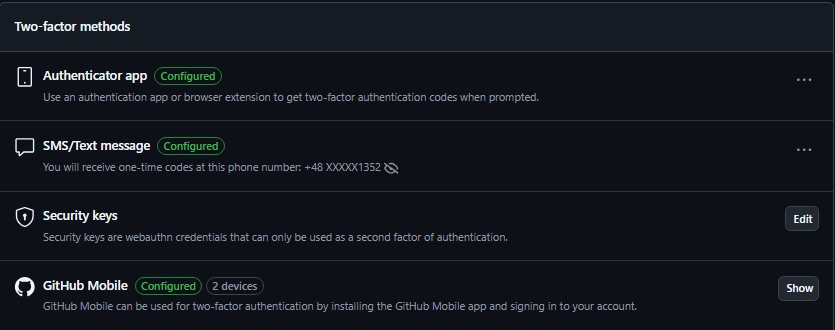 Two-factor methods
Authenticator app Configured
Use an authentication app or browser extension to get two-factor authentication codes when prompted.
SMS/Text message Configured
You will receive one-time codes at this phone number: +48 XXXXX1352
Security keys
Edit
Security keys are webauthn credentials that can only be used as a second factor of authentication.
GitHub Mobile Configured 2 devices
Show
GitHub Mobile can be used for two-factor authentication by installing the GitHub Mobile app and signing in to your account.